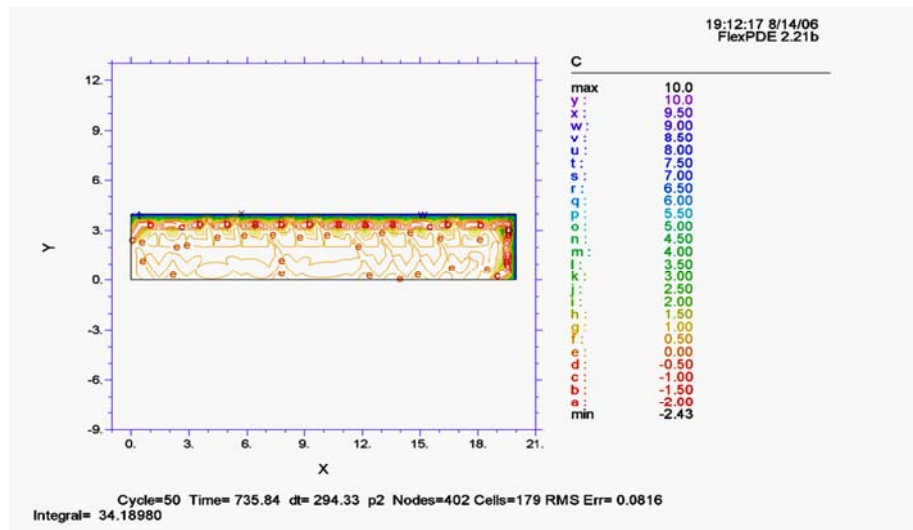 19:12:17 8/14/06
FlexPDE 2.21b
C
max 10.0
y : 10.0
x : 9.50
w : 9.00
v : 8.50
u : 8.00
t : 7.50
s : 7.00
r : 6.50
q : 6.00
p : 5.50
o : 5.00
n : 4.50
m : 4.00
l : 3.50
k : 3.00
j : 2.50
i : 2.00
h : 1.50
g : 1.00
f : 0.50
e : 0.00
d : -0.50
c : -1.00
b : -1.50
a : -2.00
min -2.43
12.
9.
6.
3.
0.
-3.
-6.
-9.
Y
0. 3. 6. 9. 12. 15. 18. 21.
X
Cycle=50 Time= 735.84 dt= 294.33 p2 Nodes=402 Cells=179 RMS Err= 0.0816
Integral= 34.18980